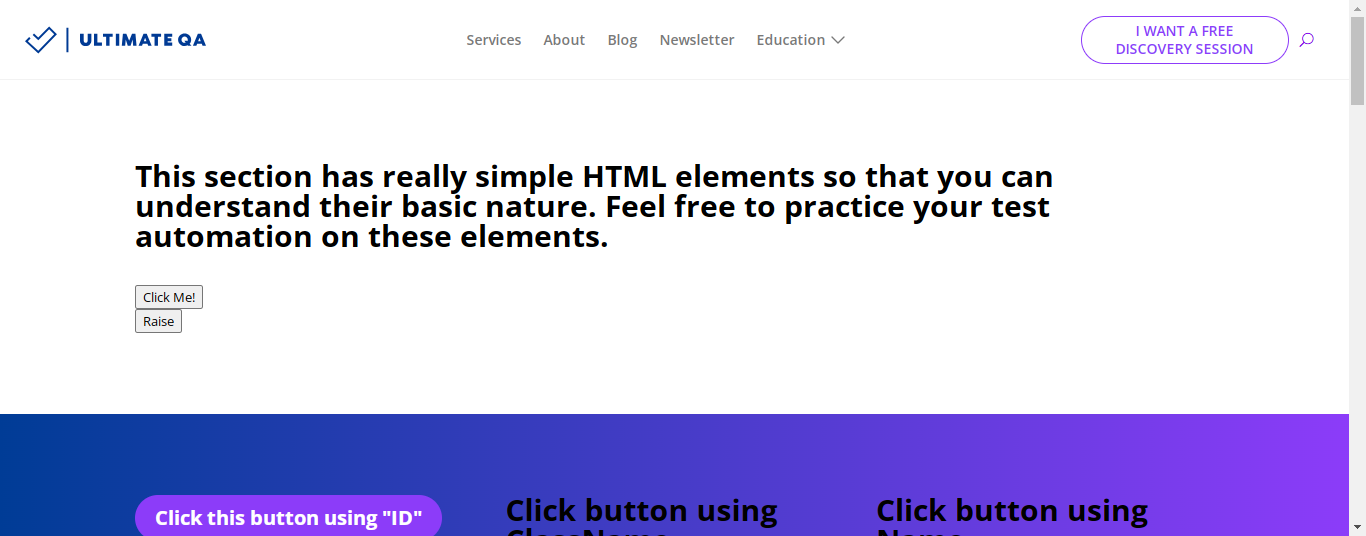 ULTIMATE QA
Services About Blog Newsletter Education
I WANT A FREE
DISCOVERY SESSION
This section has really simple HTML elements so that you can
understand their basic nature. Feel free to practice your test
automation on these elements.
Click Me!
Raise
Click this button using "ID"
Click button using
ClassName
Click button using
Name